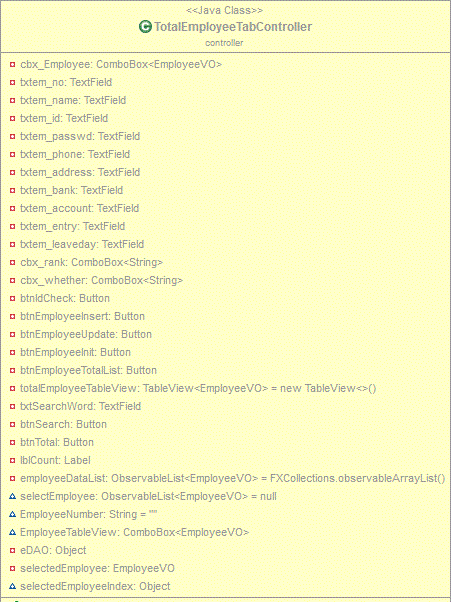 <<Java Class>>
TotalEmployeeTabController
controller
cbx_Employee: ComboBox<EmployeeVO>
txtem_no: TextField
txtem_name: TextField
txtem_id: TextField
txtem_passwd: TextField
txtem_phone: TextField
txtem_address: TextField
txtem_bank: TextField
txtem_account: TextField
txtem_entry: TextField
txtem_leaveday: TextField
cbx_rank: ComboBox<String>
cbx_whether: ComboBox<String>
btnIdCheck: Button
btnEmployeeInsert: Button
btnEmployeeUpdate: Button
btnEmployeeInit: Button
btnEmployeeTotalList: Button
totalEmployeeTableView: TableView<EmployeeVO> = new TableView<>()
txtSearchWord: TextField
btnSearch: Button
btnTotal: Button
lblCount: Label
employeeDataList: ObservableList<EmployeeVO> = FXCollections.observableArrayList()
selectEmployee: ObservableList<EmployeeVO> = null
EmployeeNumber: String = ""
EmployeeTableView: ComboBox<EmployeeVO>
eDAO: Object
selectedEmployee: EmployeeVO
selectedEmployeeIndex: Object